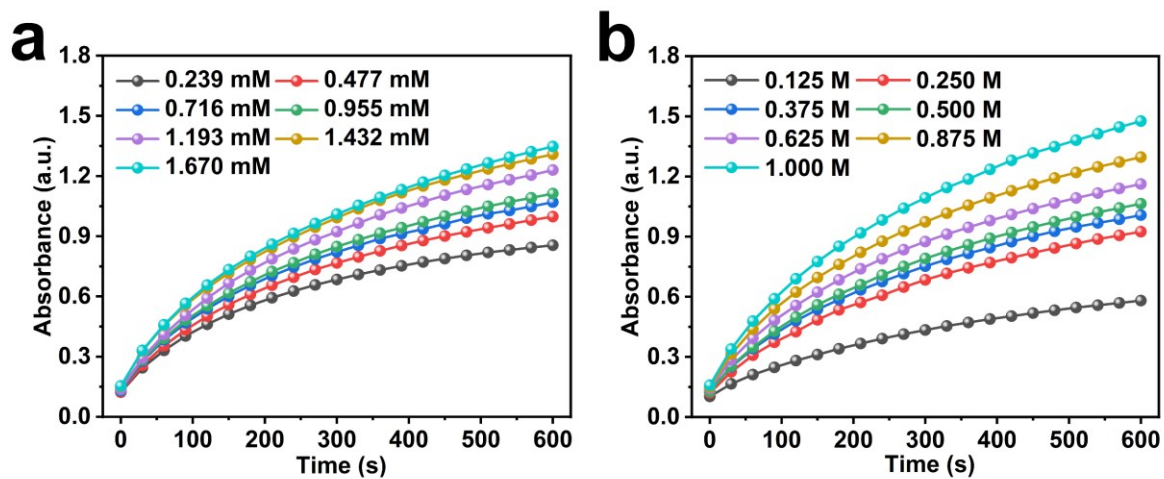 a
1.8
1.5
1.2
0.9
0.6
0.3
0.0
Absorbance (a.u.)
0.239 mM 0.477 mM
0.716 mM 0.955 mM
1.193 mM 1.432 mM
1.670 mM
0 100 200 300 400 500 600
Time (s)
b
1.8
1.5
1.2
0.9
0.6
0.3
0.0
Absorbance (a.u.)
0.125 M 0.250 M
0.375 M 0.500 M
0.625 M 0.875 M
1.000 M
0 100 200 300 400 500 600
Time (s)